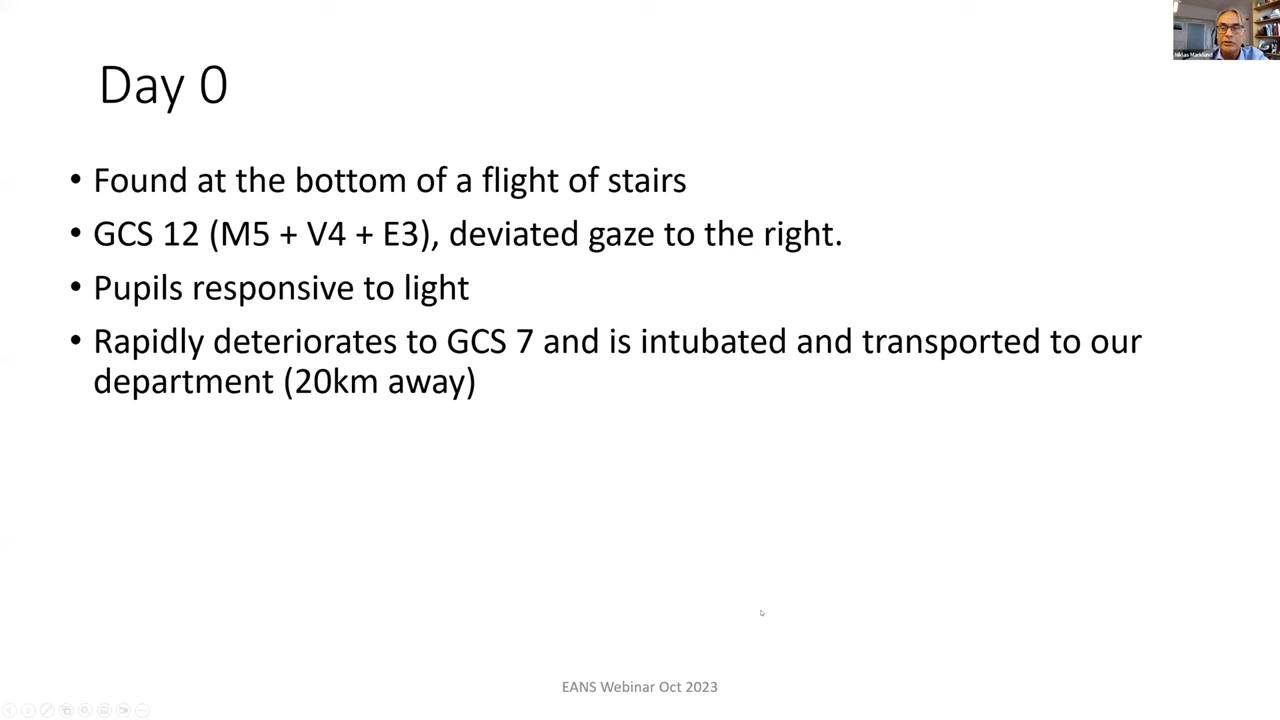 Niklas Marklund
Day 0
• Found at the bottom of a flight of stairs
• GCS 12 (M5 + V4 + E3), deviated gaze to the right.
• Pupils responsive to light
• Rapidly deteriorates to GCS 7 and is intubated and transported to our
department (20km away)
EANS Webinar Oct 2023